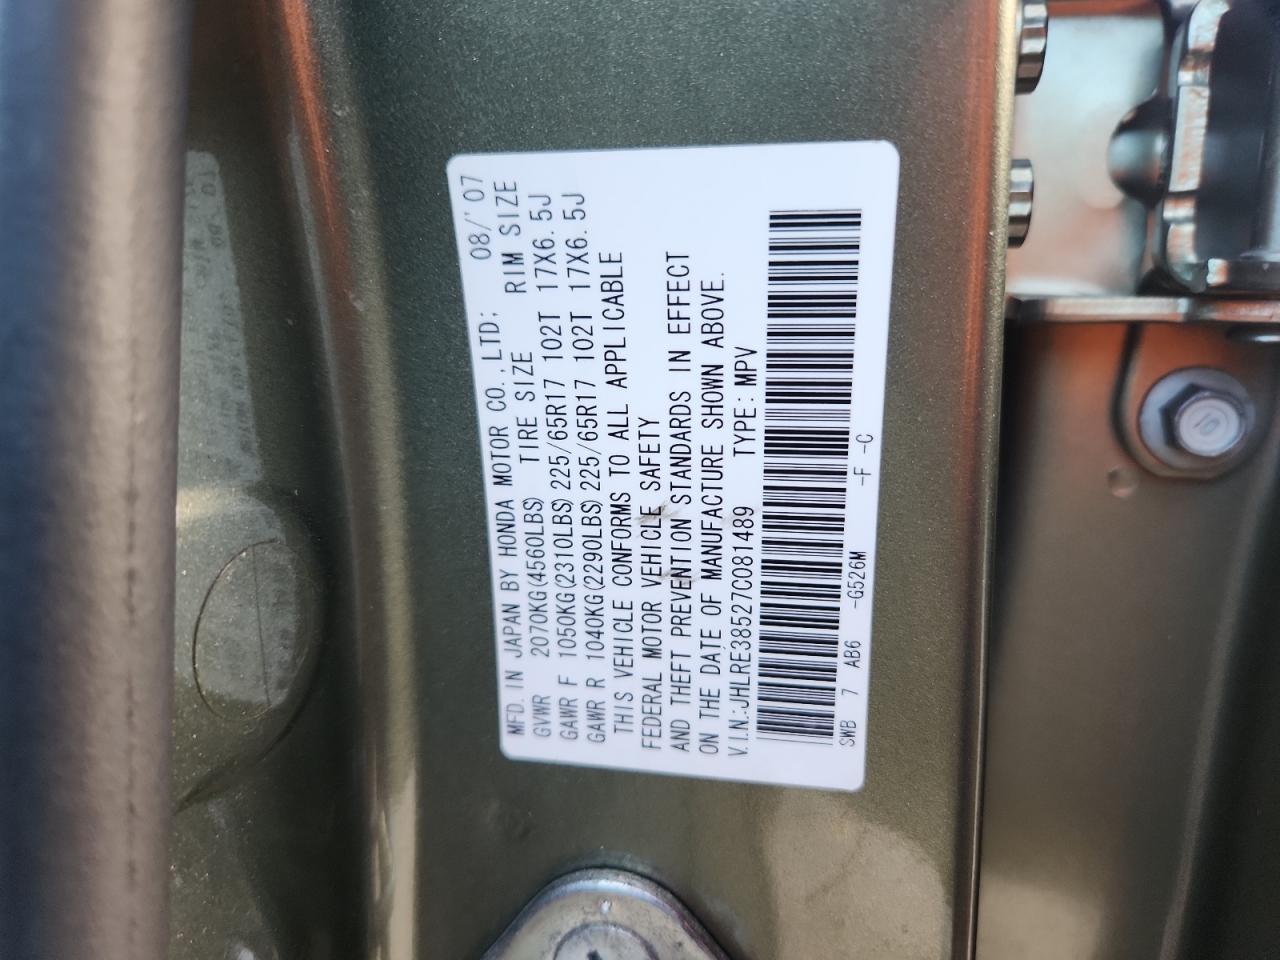 MFD. IN JAPAN BY HONDA MOTOR CO., LTD: 08/'07
GVWR 2070KG(4560LBS) TIRE SIZE RIM SIZE
GAWR F 1050KG(2310LBS) 225/65R17 102T 17X6.5J
GAWR R 1040KG(2290LBS) 225/65R17 102T 17X6.5J
THIS VEHICLE CONFORMS TO ALL APPLICABLE
FEDERAL MOTOR VEHICLE SAFETY
AND THEFT PREVENTION STANDARDS IN EFFECT
ON THE DATE OF MANUFACTURE SHOWN ABOVE.
V.I.N.:JHLRE38527C081489 TYPE:MPV
SWB 7 AB6 -G526M -F -C
10